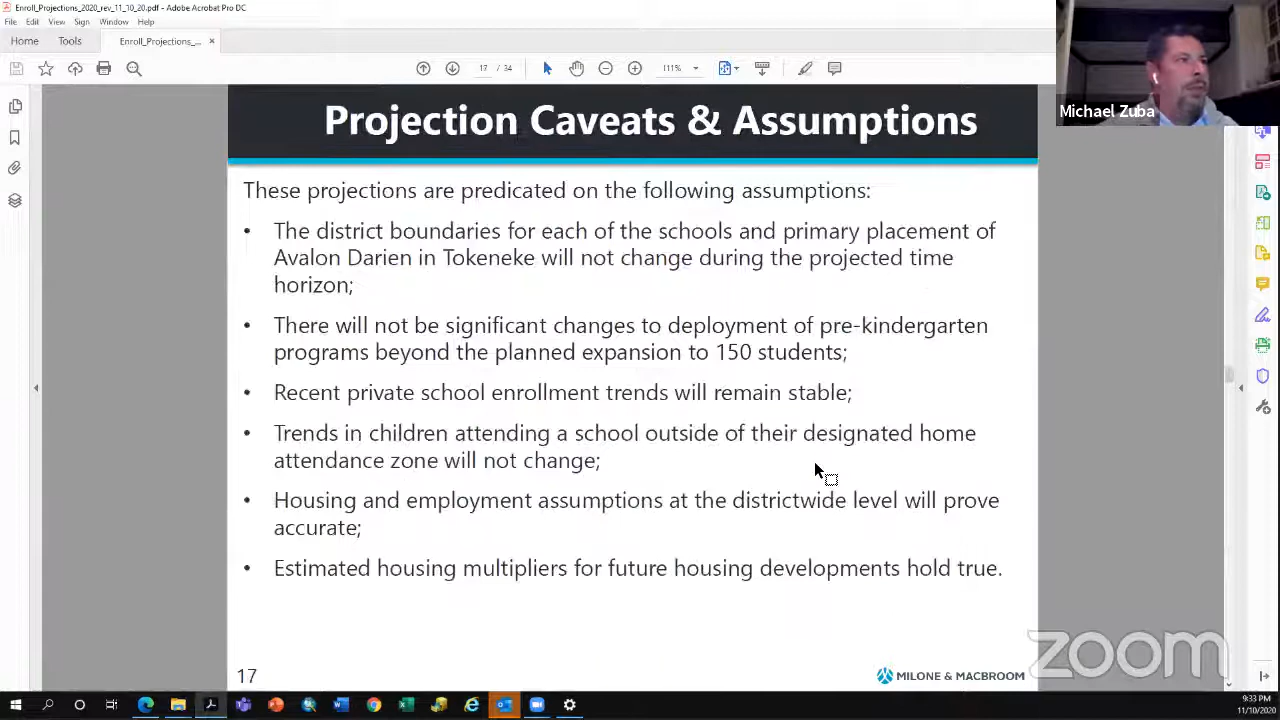 Enroll_Projections_2020_rev_11_10_20.pdf - Adobe Acrobat Pro DC
File Edit View Sign Window Help
Home Tools Enroll_Projections_... ×
17 / 34 111%
Michael Zuba
Projection Caveats & Assumptions
These projections are predicated on the following assumptions:
• The district boundaries for each of the schools and primary placement of
Avalon Darien in Tokeneke will not change during the projected time
horizon;
• There will not be significant changes to deployment of pre-kindergarten
programs beyond the planned expansion to 150 students;
• Recent private school enrollment trends will remain stable;
• Trends in children attending a school outside of their designated home
attendance zone will not change;
• Housing and employment assumptions at the districtwide level will prove
accurate;
• Estimated housing multipliers for future housing developments hold true.
17
MILONE & MACBROOM
zoom
9:33 PM
11/10/2020